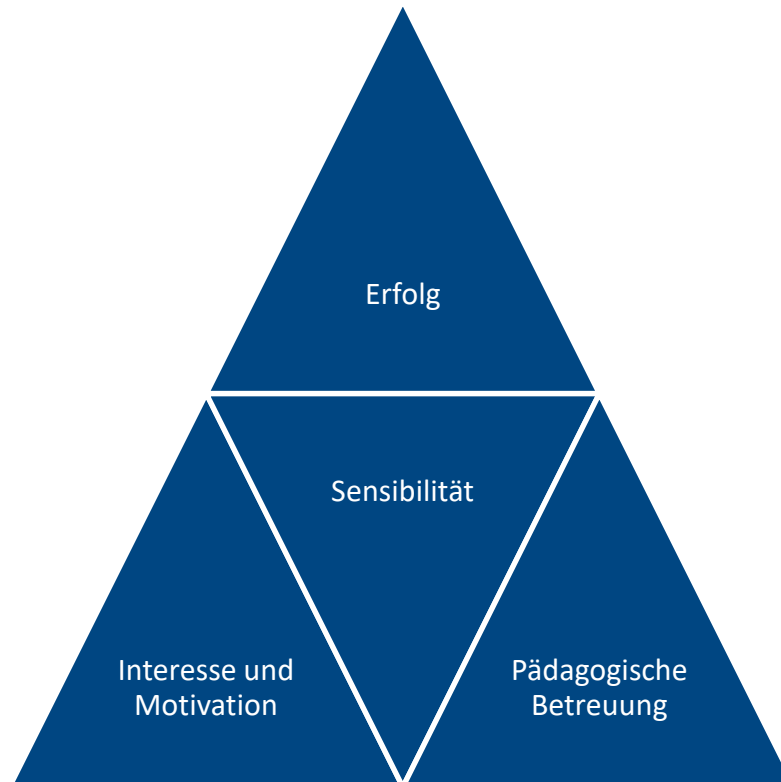 Erfolg
Sensibilität
Interesse und
Motivation
Pädagogische
Betreuung